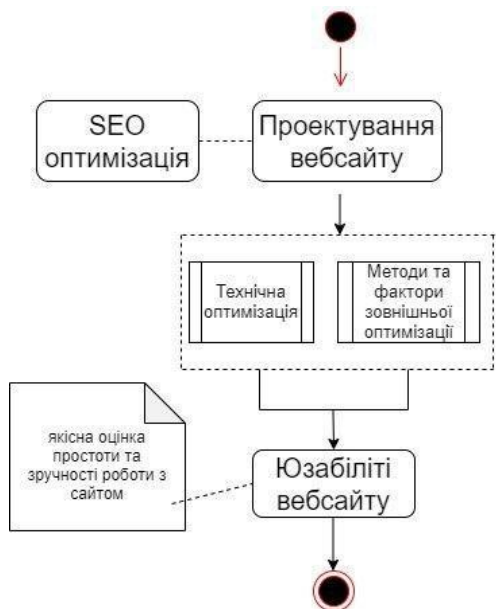 SEO
оптимізація
Проектування
вебсайту
Технічна
оптимізація
Методи та
фактори
зовнішньої
оптимізації
якісна оцінка
простоти та
зручності роботи з
сайтом
Юзабіліті
вебсайту